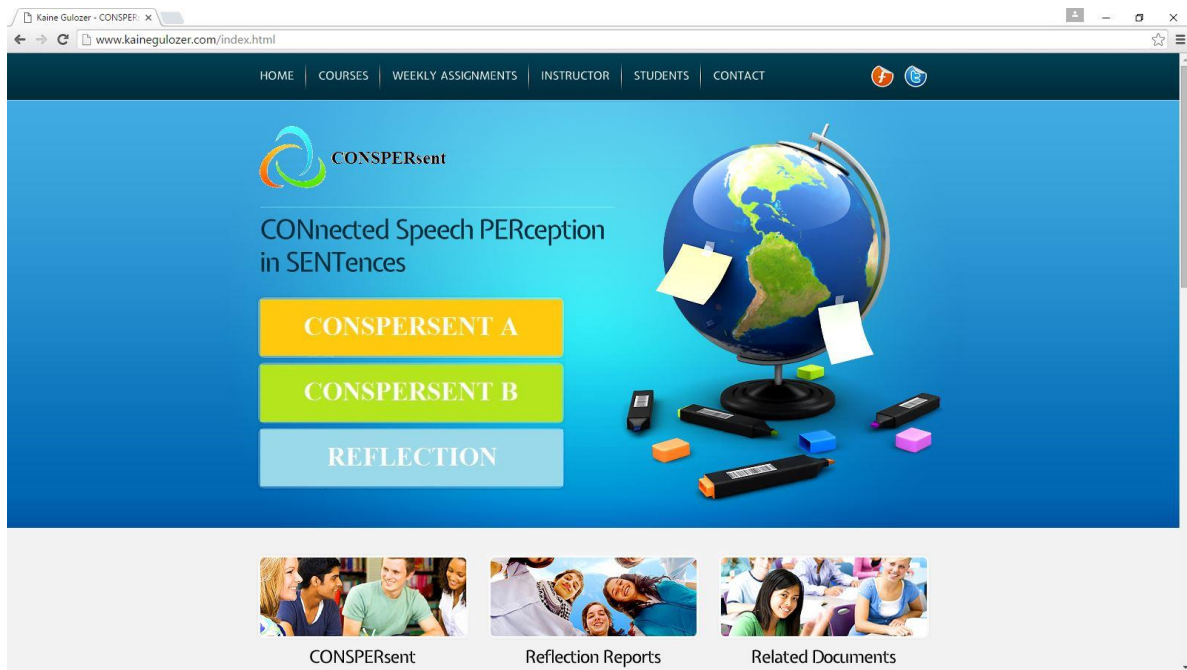 Kaine Gulozer - CONSPER:
www.kainegulozer.com/index.html
HOME COURSES WEEKLY ASSIGNMENTS INSTRUCTOR STUDENTS CONTACT
CONSPERsent
CONnected Speech PERception
in SENTences
CONSPERSENT A
CONSPERSENT B
REFLECTION
CONSPERsent Reflection Reports Related Documents